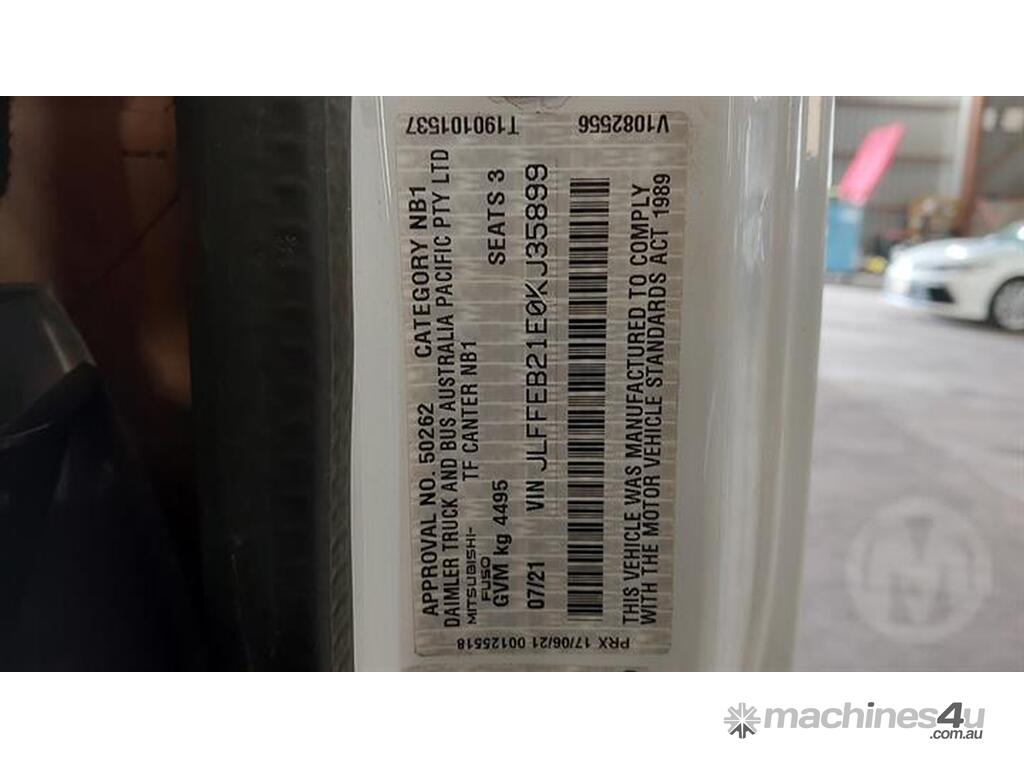 T190101537 V1082556
APPROVAL NO. 50262 CATEGORY NB1
DAIMLER TRUCK AND BUS AUSTRALIA PACIFIC PTY LTD
MITSUBISHI- TF CANTER NB1
FUSO
GVM kg 4495 SEATS 3
07/21 VIN JLFFEB21E0KJ35899
THIS VEHICLE WAS MANUFACTURED TO COMPLY
WITH THE MOTOR VEHICLE STANDARDS ACT 1989
PRX 17/06/21 00125518
machines4u
.com.au